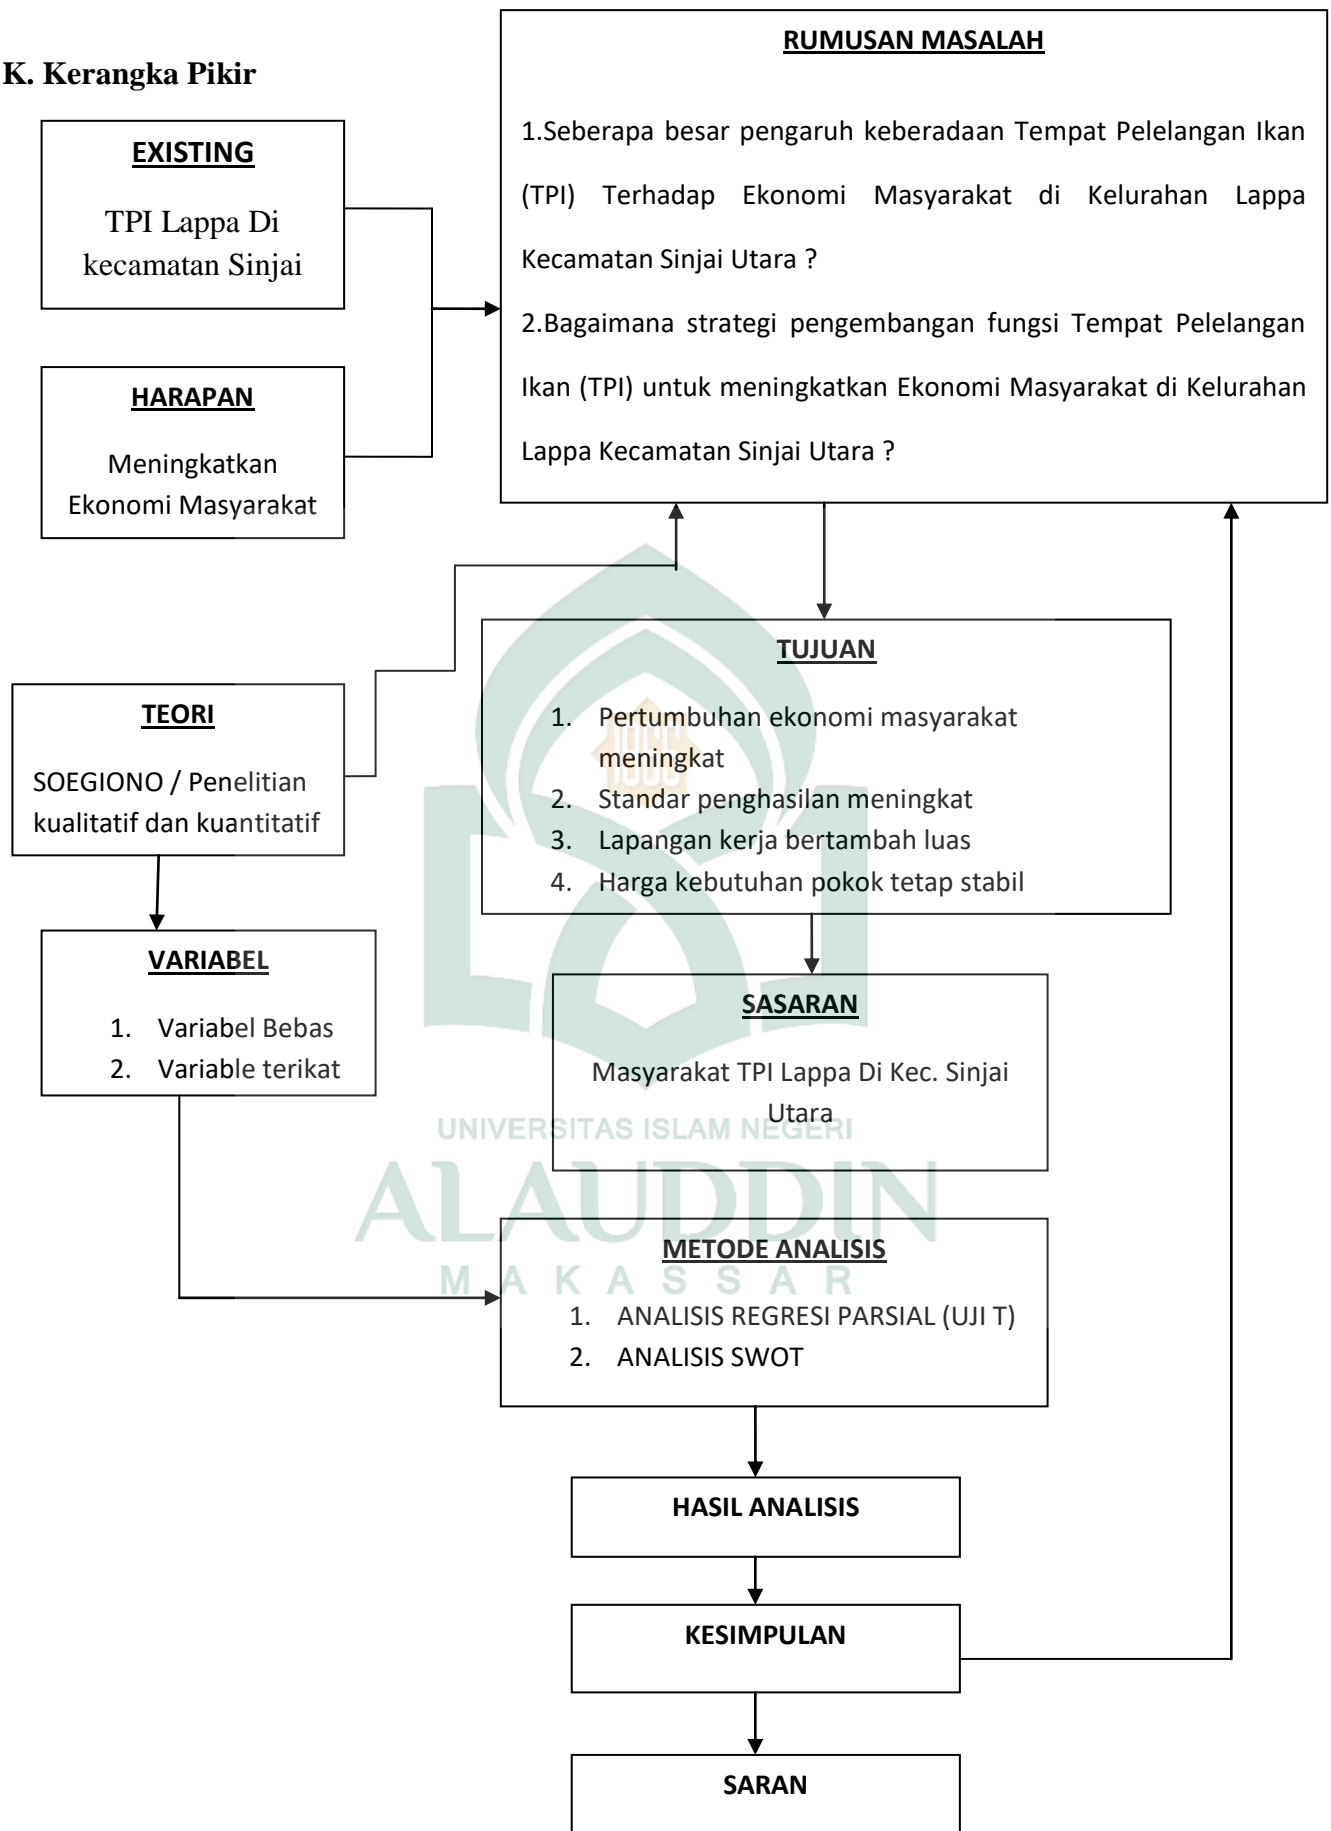 K. Kerangka Pikir
EXISTING
TPI Lappa Di
kecamatan Sinjai
HARAPAN
Meningkatkan
Ekonomi Masyarakat
RUMUSAN MASALAH
1.Seberapa besar pengaruh keberadaan Tempat Pelelangan Ikan
(TPI) Terhadap Ekonomi Masyarakat di Kelurahan Lappa
Kecamatan Sinjai Utara ?
2.Bagaimana strategi pengembangan fungsi Tempat Pelelangan
Ikan (TPI) untuk meningkatkan Ekonomi Masyarakat di Kelurahan
Lappa Kecamatan Sinjai Utara ?
TEORI
SOEGIONO / Penelitian
kualitatif dan kuantitatif
TUJUAN
1. Pertumbuhan ekonomi masyarakat
meningkat
2. Standar penghasilan meningkat
3. Lapangan kerja bertambah luas
4. Harga kebutuhan pokok tetap stabil
1965
VARIABEL
1. Variabel Bebas
2. Variable terikat
SASARAN
Masyarakat TPI Lappa Di Kec. Sinjai
Utara
UNIVERSITAS ISLAM NEGERI
ALAUDDIN
MAKASSAR
METODE ANALISIS
1. ANALISIS REGRESI PARSIAL (UJI T)
2. ANALISIS SWOT
HASIL ANALISIS
KESIMPULAN
SARAN